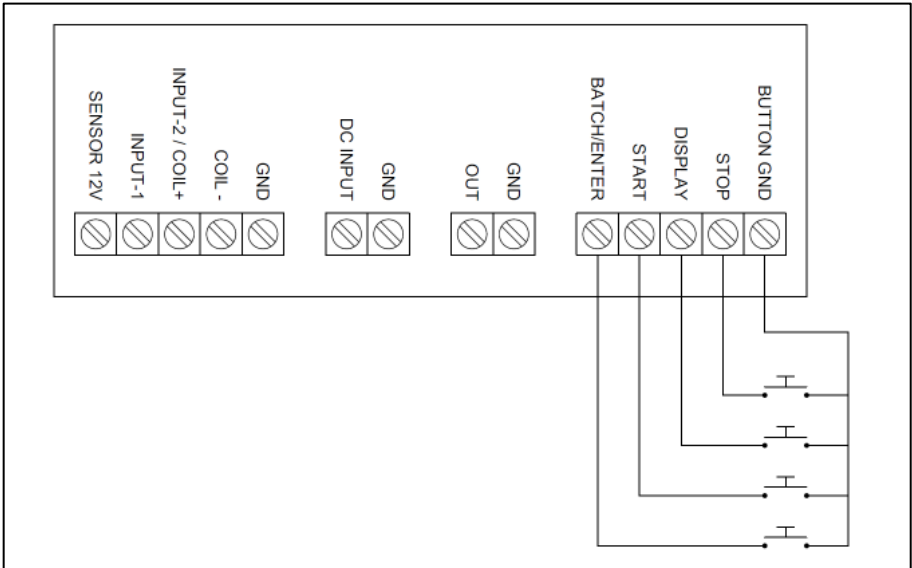 SENSOR 12V
INPUT-1
INPUT-2 / COIL+
COIL -
GND
DC INPUT
GND
OUT
GND
BATCH/ENTER
START
DISPLAY
STOP
BUTTON GND